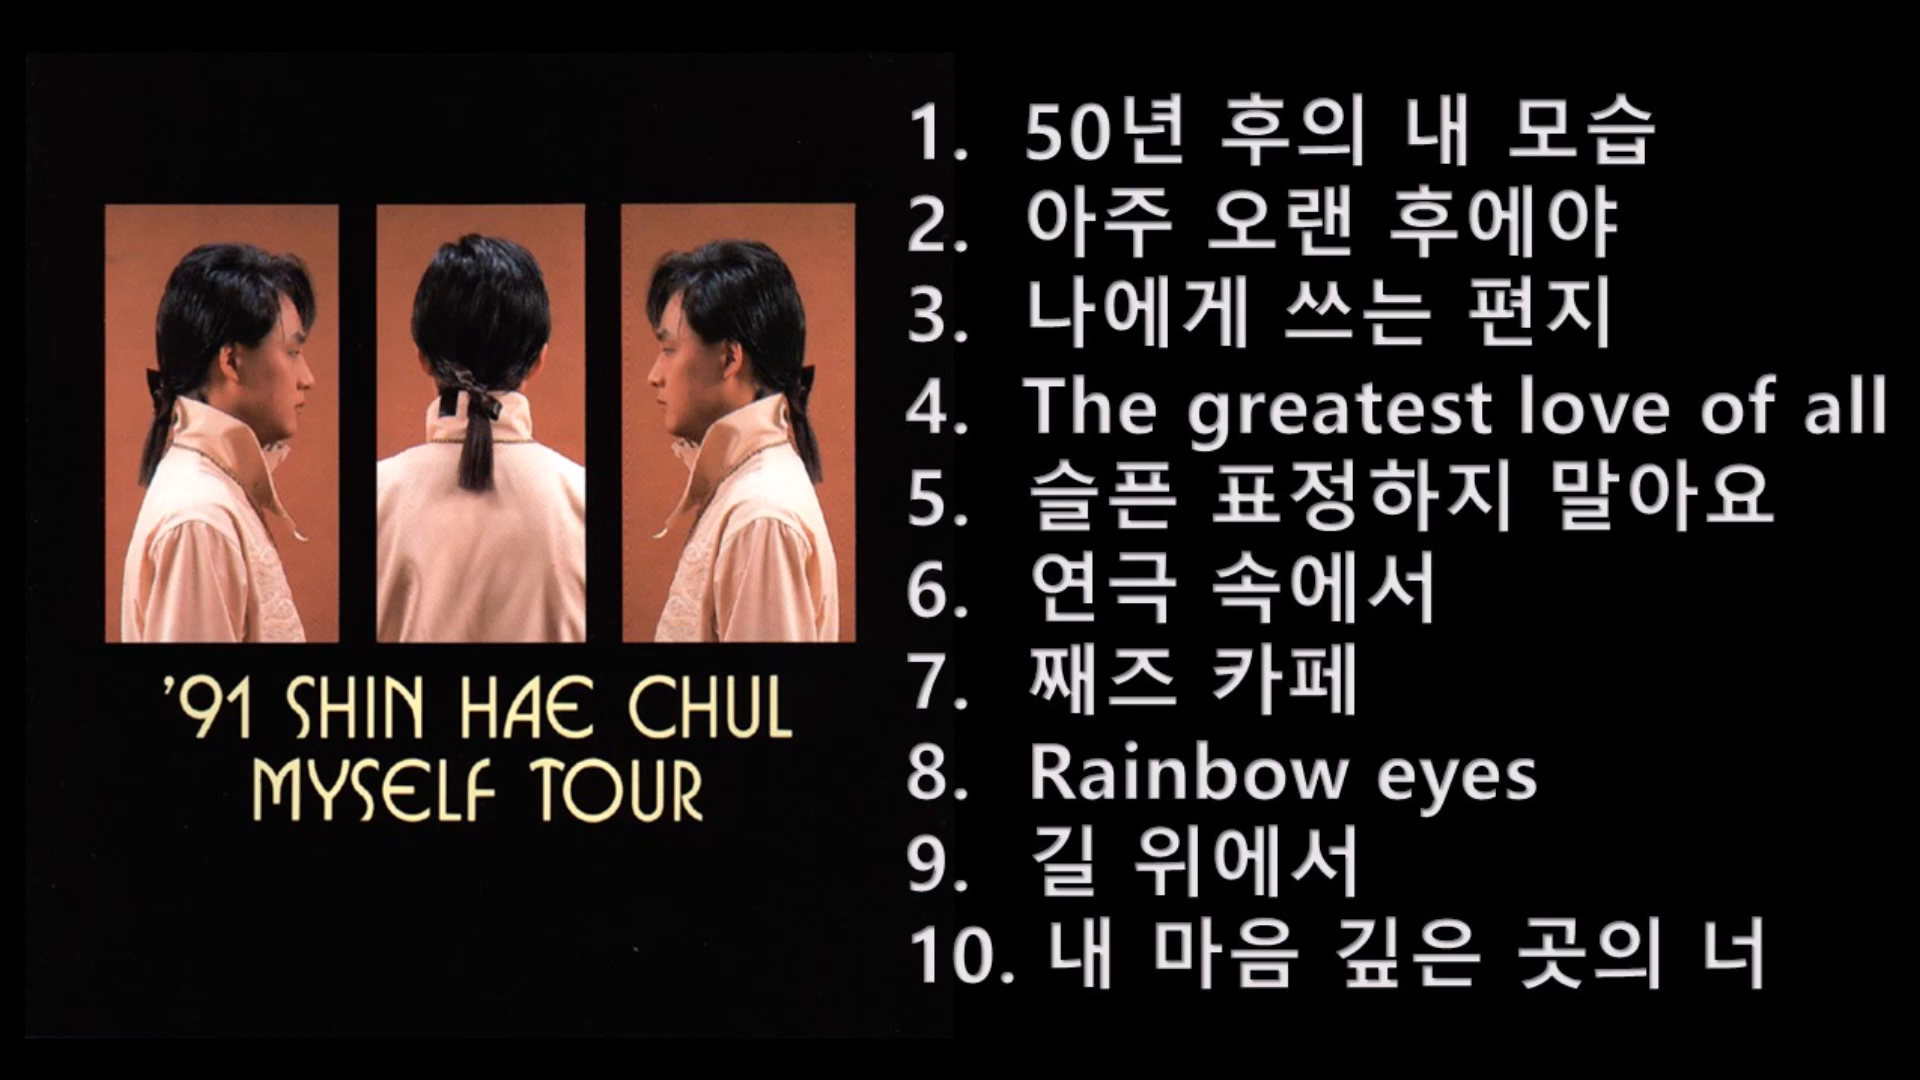 '91 SHIN HAE CHUL
MYSELF TOUR
1. 50년 후의 내 모습
2. 아주 오랜 후에야
3. 나에게 쓰는 편지
4. The greatest love of all
5. 슬픈 표정하지 말아요
6. 연극 속에서
7. 째즈 카페
8. Rainbow eyes
9. 길 위에서
10. 내 마음 깊은 곳의 너